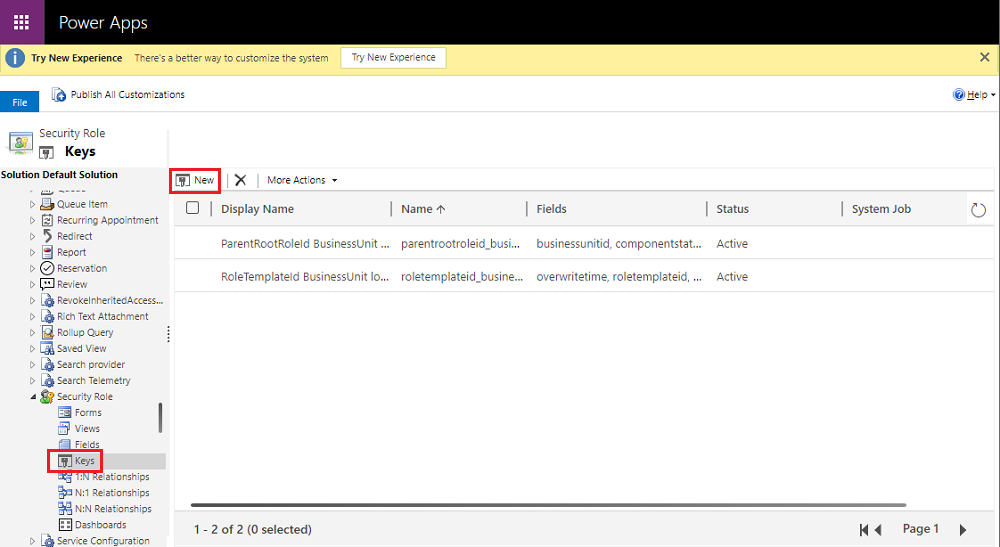 Power Apps
Try New Experience There's a better way to customize the system Try New Experience
File Publish All Customizations Help
Security Role
Keys
Solution Default Solution
New More Actions
Queue Item
Recurring Appointment
Redirect
Report
Reservation
Review
RevokeInheritedAccess...
Rich Text Attachment
Rollup Query
Saved View
Search provider
Search Telemetry
Security Role
Forms
Views
Fields
Keys
1:N Relationships
N:1 Relationships
N:N Relationships
Dashboards
Service Configuration
Display Name Name Fields Status System Job
ParentRootRoleId BusinessUnit ... parentrootroleid_busi... businessunitid, componentstat... Active
RoleTemplateId BusinessUnit lo... roletemplateid_busine... overwritetime, roletemplateid, ... Active
1 - 2 of 2 (0 selected) Page 1